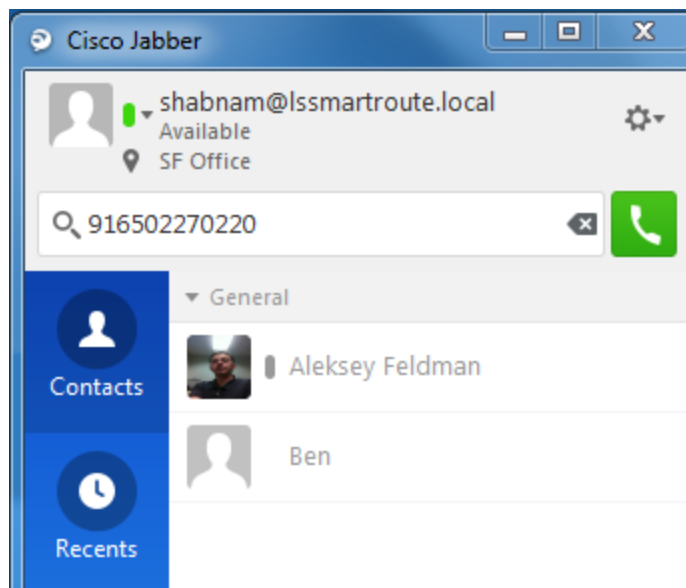 Cisco Jabber
shabnam@lssmartroute.local
Available
SF Office
916502270220
General
Contacts
Aleksey Feldman
Ben
Recents